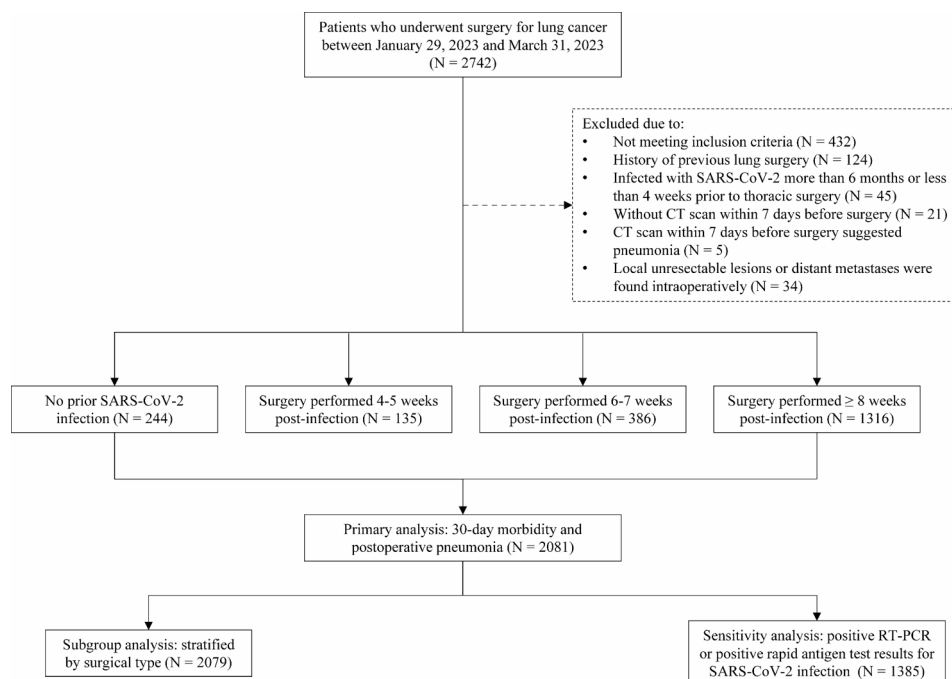 Patients who underwent surgery for lung cancer
between January 29, 2023 and March 31, 2023
(N = 2742)
Excluded due to:
• Not meeting inclusion criteria (N = 432)
• History of previous lung surgery (N = 124)
• Infected with SARS-CoV-2 more than 6 months or less
than 4 weeks prior to thoracic surgery (N = 45)
• Without CT scan within 7 days before surgery (N = 21)
• CT scan within 7 days before surgery suggested
pneumonia (N = 5)
• Local unresectable lesions or distant metastases were
found intraoperatively (N = 34)
No prior SARS-CoV-2
infection (N = 244)
Surgery performed 4-5 weeks
post-infection (N = 135)
Surgery performed 6-7 weeks
post-infection (N = 386)
Surgery performed ≥ 8 weeks
post-infection (N = 1316)
Primary analysis: 30-day morbidity and
postoperative pneumonia (N = 2081)
Subgroup analysis: stratified
by surgical type (N = 2079)
Sensitivity analysis: positive RT-PCR
or positive rapid antigen test results for
SARS-CoV-2 infection (N = 1385)